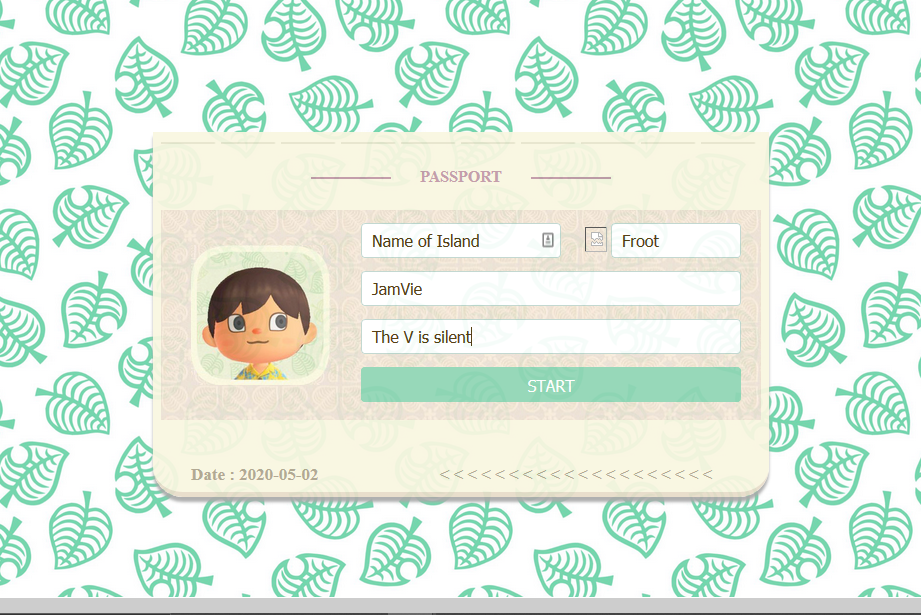 PASSPORT
Name of Island Froot
JamVie
The V is silent
START
Date : 2020-05-02 <<<<<<<<<<<<<<<<<<<<